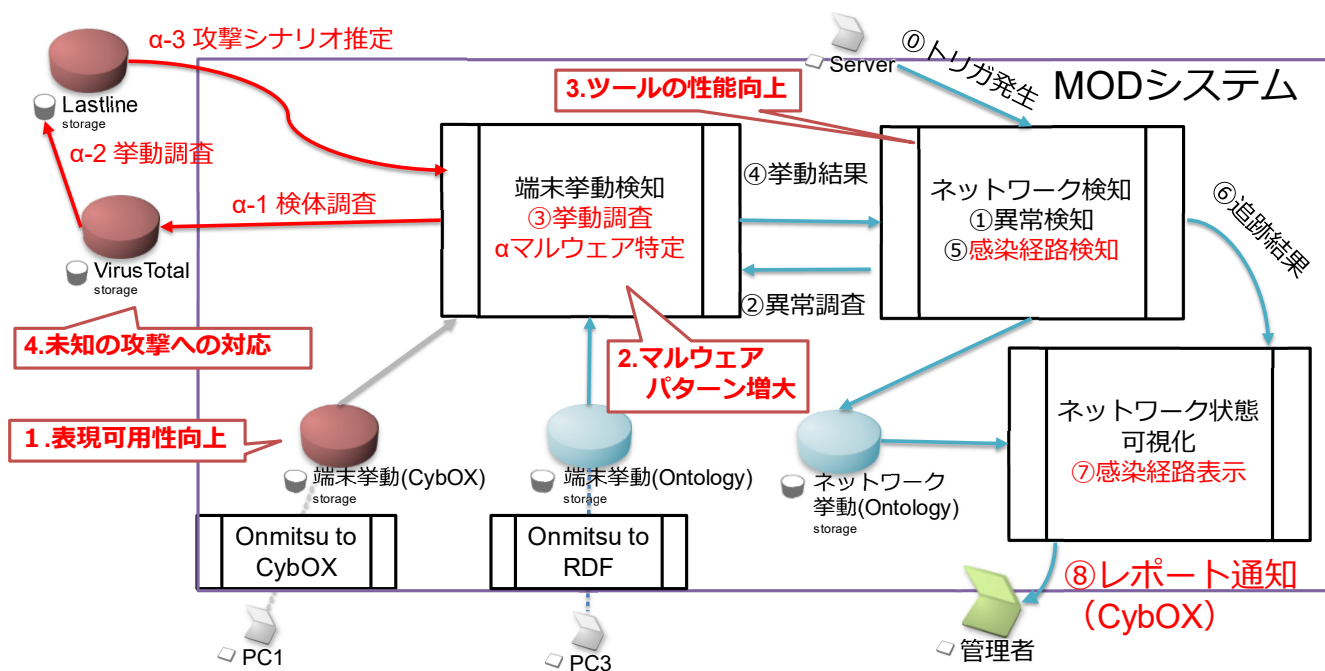 α-3 攻撃シナリオ推定
Lastline
storage
α-2 挙動調査
α-1 検体調査
VirusTotal
storage
4.未知の攻撃への対応
1.表現可用性向上
Server
⓪トリガ発生
MODシステム
3.ツールの性能向上
端末挙動検知
③挙動調査
αマルウェア特定
④挙動結果
②異常調査
ネットワーク検知
①異常検知
⑤感染経路検知
⑥追跡結果
2.マルウェア
パターン増大
端末挙動(CybOX)
storage
端末挙動(Ontology)
storage
ネットワーク
挙動(Ontology)
storage
ネットワーク状態
可視化
⑦感染経路表示
Onmitsu to
CybOX
Onmitsu to
RDF
PC1
PC3
管理者
⑧レポート通知
(CybOX)